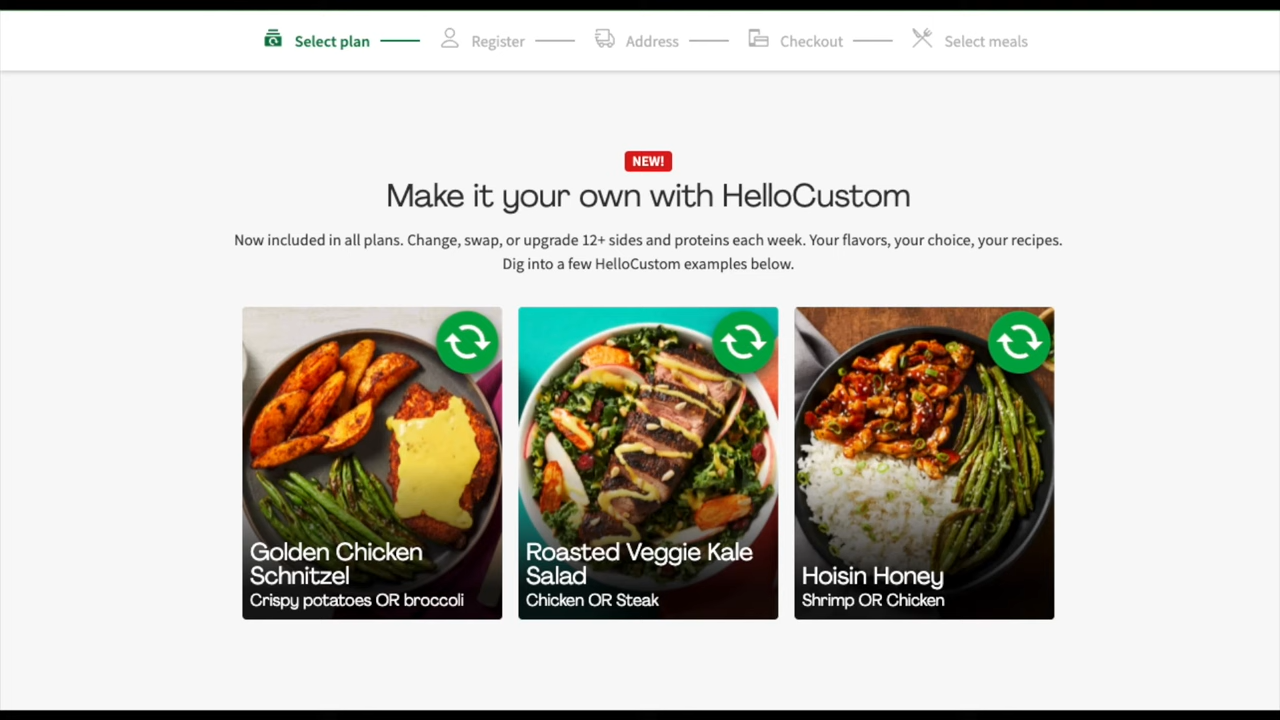 Select plan
Register
Address
Checkout
Select meals
NEW!
Make it your own with HelloCustom
Now included in all plans. Change, swap, or upgrade 12+ sides and proteins each week. Your flavors, your choice, your recipes.
Dig into a few HelloCustom examples below.
Golden Chicken
Schnitzel
Crispy potatoes OR broccoli
Roasted Veggie Kale
Salad
Chicken OR Steak
Hoisin Honey
Shrimp OR Chicken